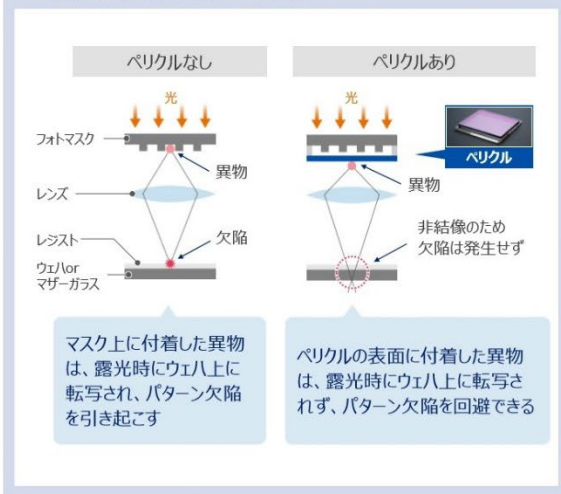 ペリクルなし
光
フォトマスク
異物
レンズ
レジスト
欠陥
ウェハor
マザーガラス
マスク上に付着した異物
は、露光時にウェハ上に
転写され、パターン欠陥
を引き起こす
ペリクルあり
光
ペリクル
異物
非結像のため
欠陥は発生せず
ペリクルの表面に付着した異物
は、露光時にウェハ上に転写さ
れず、パターン欠陥を回避できる